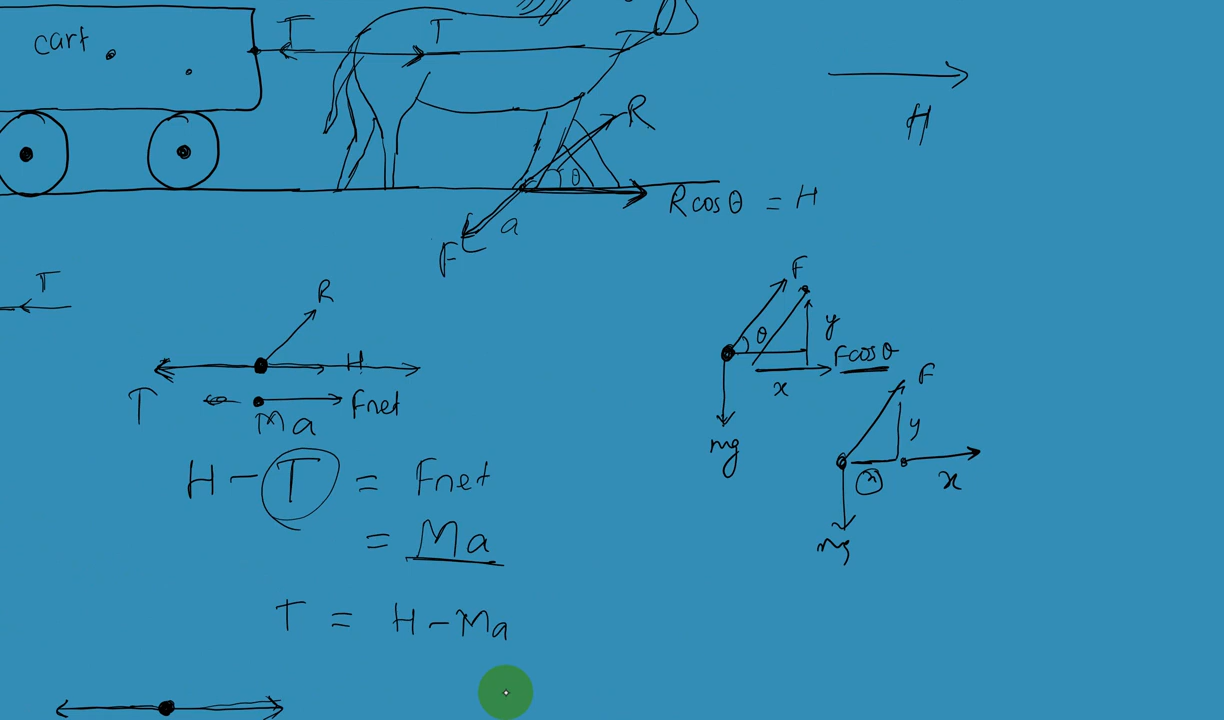 cart
T
T
R
H
θ
Rcosθ = H
a
F
T
R
H
T
Fnet
Ma
H - T = Fnet
= Ma
T = H - Ma
F
θ
y
Fcosθ
x
mg
F
y
x
x
mg